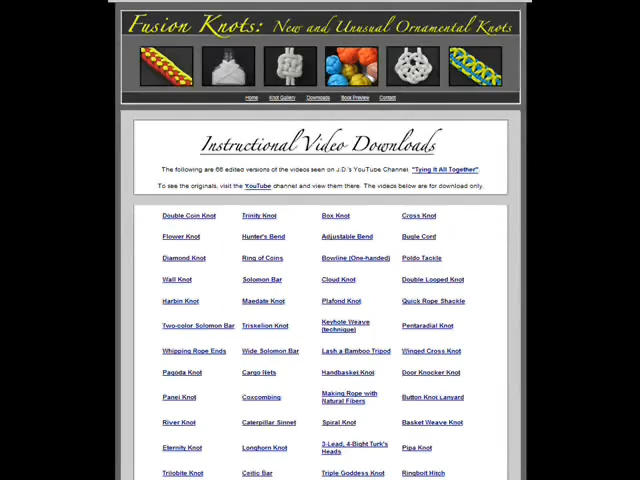 Fusion Knots: New and Unusual Ornamental Knots
Home Knot Gallery Downloads Book Preview Contact
Instructional Video Downloads
The following are 68 edited versions of the videos seen on J.D.'s YouTube Channel, "Tying It All Together".
To see the originals, visit the YouTube channel and view them there. The videos below are for download only.
Double Coin Knot Trinity Knot Box Knot Cross Knot
Flower Knot Hunter's Bend Adjustable Bend Bugle Cord
Diamond Knot Ring of Coins Bowline (One-handed) Poldo Tackle
Wall Knot Solomon Bar Cloud Knot Double Looped Knot
Harbin Knot Maedate Knot Plafond Knot Quick Rope Shackle
Two-color Solomon Bar Triskelion Knot Keyhole Weave (technique) Pentaradial Knot
Whipping Rope Ends Wide Solomon Bar Lash a Bamboo Tripod Winged Cross Knot
Pagoda Knot Cargo Nets Handbasket Knot Door Knocker Knot
Panel Knot Coxcombing Making Rope with Natural Fibers Button Knot Lanyard
River Knot Caterpillar Sinnet Spiral Knot Basket Weave Knot
Eternity Knot Longhorn Knot 3-Lead, 4-Bight Turk's Heads Pipa Knot
Trilobite Knot Celtic Bar Triple Goddess Knot Ringbolt Hitch